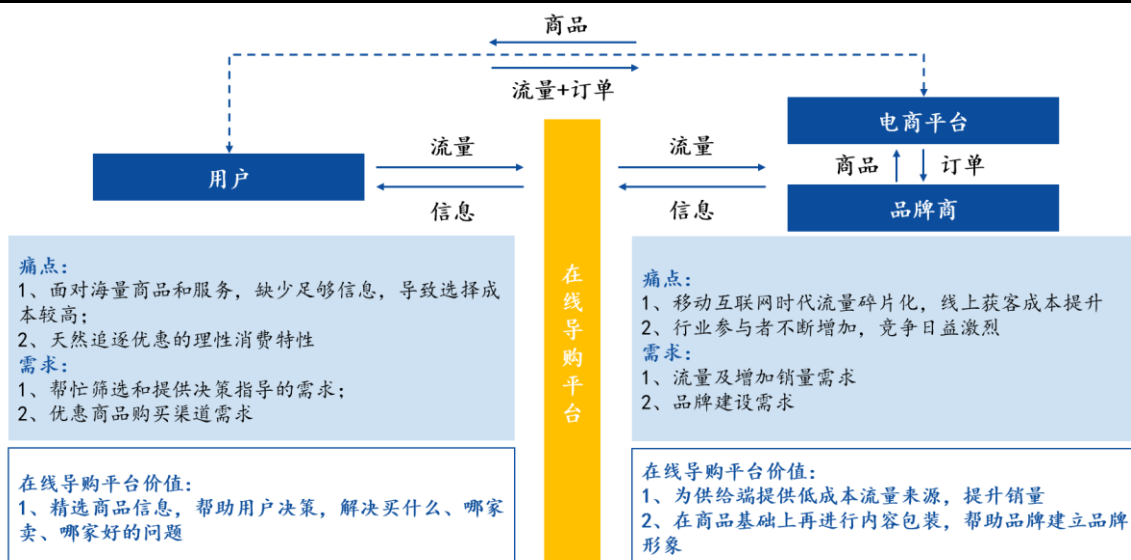 商品
流量+订单
电商平台
用户
流量
信息
流量
信息
商品
订单
品牌商
在线导购平台
痛点：
1、面对海量商品和服务，缺少足够信息，导致选择成
本较高；
2、天然追逐优惠的理性消费特性
需求：
1、帮忙筛选和提供决策指导的需求；
2、优惠商品购买渠道需求
痛点：
1、移动互联网时代流量碎片化，线上获客成本提升
2、行业参与者不断增加，竞争日益激烈
需求：
1、流量及增加销量需求
2、品牌建设需求
在线导购平台价值：
1、精选商品信息，帮助用户决策，解决买什么、哪家
卖、哪家好的问题
在线导购平台价值：
1、为供给端提供低成本流量来源，提升销量
2、在商品基础上再进行内容包装，帮助品牌建立品牌
形象